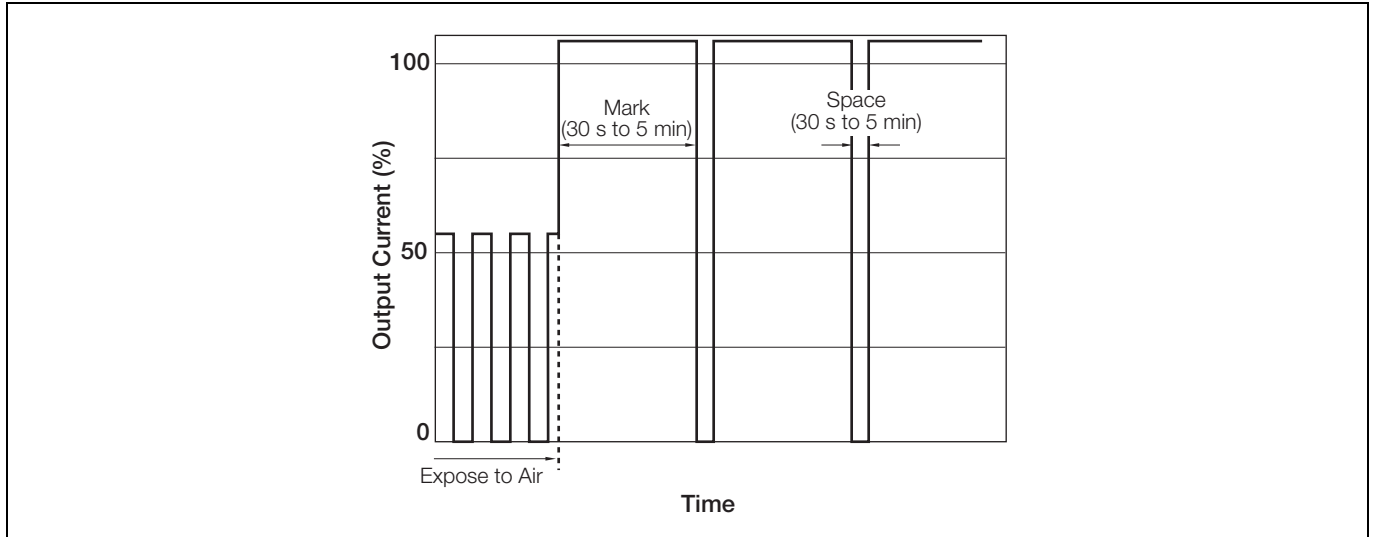 100
Mark
(30 s to 5 min)
Space
(30 s to 5 min)
Output Current (%)
50
0
Expose to Air
Time